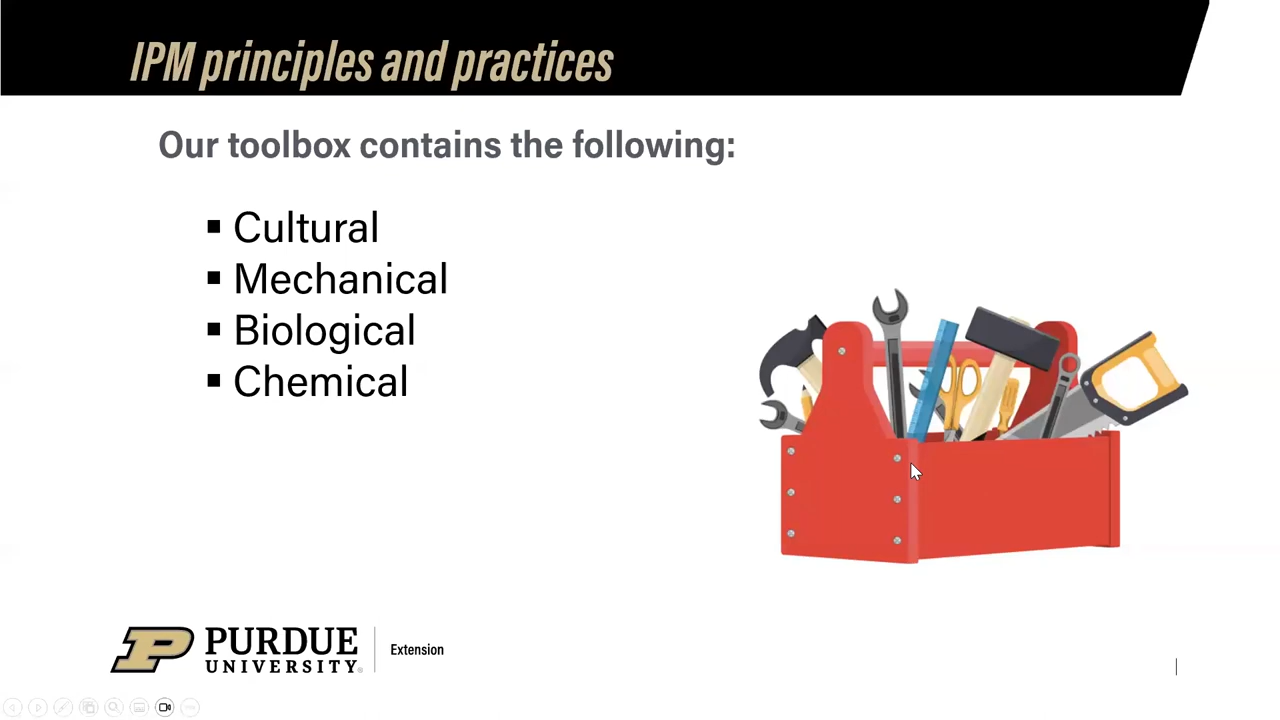 IPM principles and practices
Our toolbox contains the following:
▪ Cultural
▪ Mechanical
▪ Biological
▪ Chemical
PURDUE
UNIVERSITY®
Extension